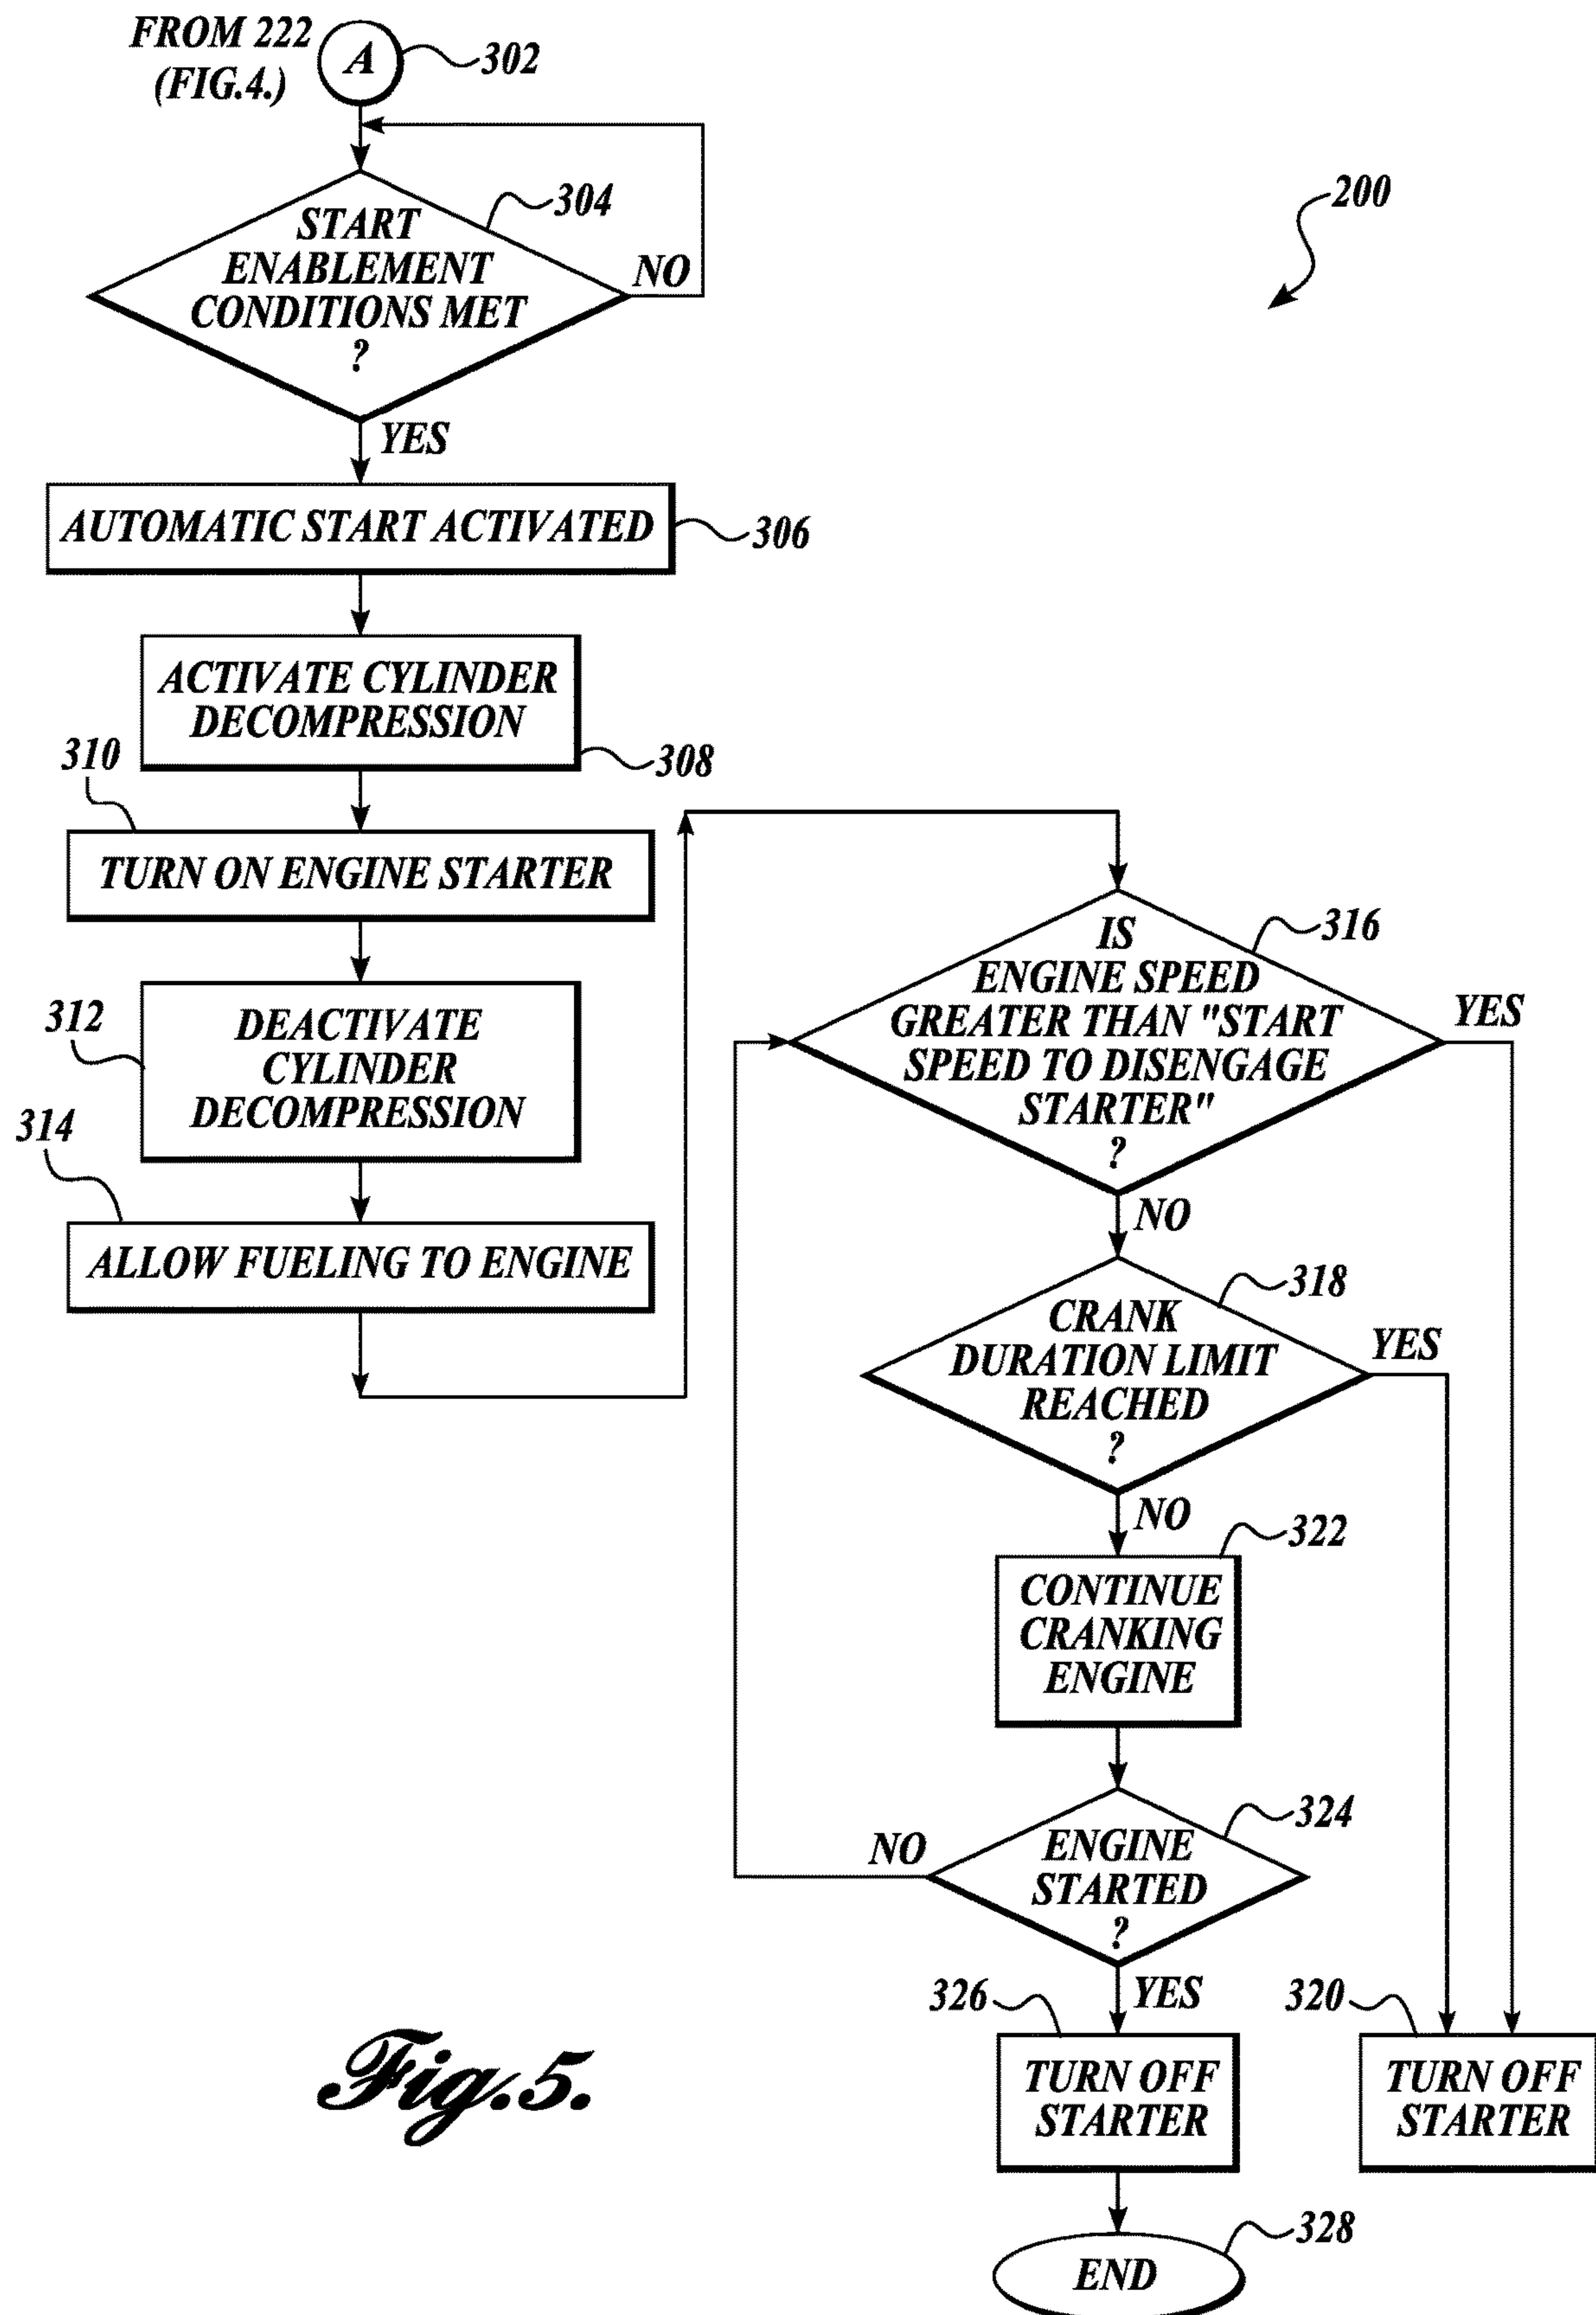 FROM 222
(FIG.4.)
A
302
304
START
ENABLEMENT
CONDITIONS MET
?
NO
200
YES
AUTOMATIC START ACTIVATED
306
ACTIVATE CYLINDER
DECOMPRESSION
308
310
TURN ON ENGINE STARTER
312
DEACTIVATE
CYLINDER
DECOMPRESSION
314
ALLOW FUELING TO ENGINE
316
IS
ENGINE SPEED
GREATER THAN "START
SPEED TO DISENGAGE
STARTER"
?
YES
NO
318
CRANK
DURATION LIMIT
REACHED
?
YES
NO
322
CONTINUE
CRANKING
ENGINE
324
ENGINE
STARTED
?
NO
YES
326
TURN OFF
STARTER
320
TURN OFF
STARTER
328
END
Fig.5.